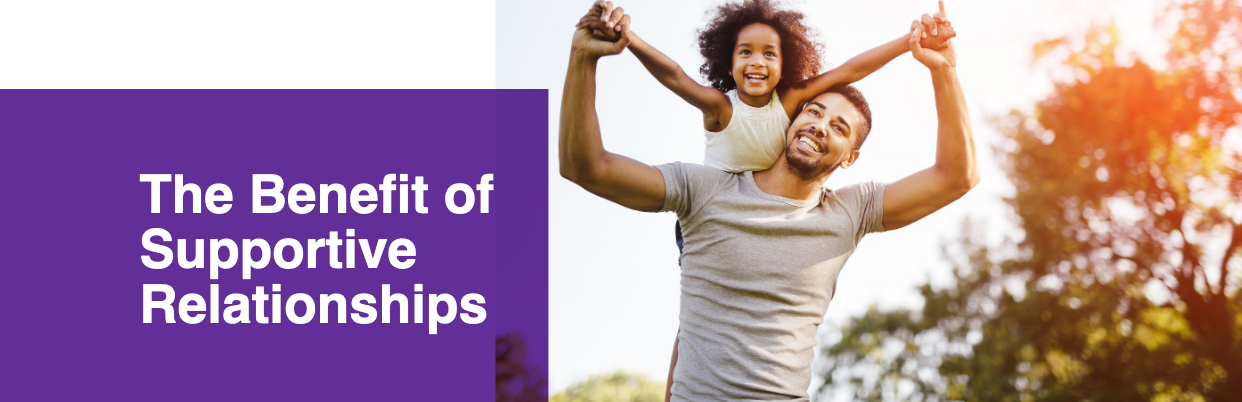 The Benefit of
Supportive
Relationships